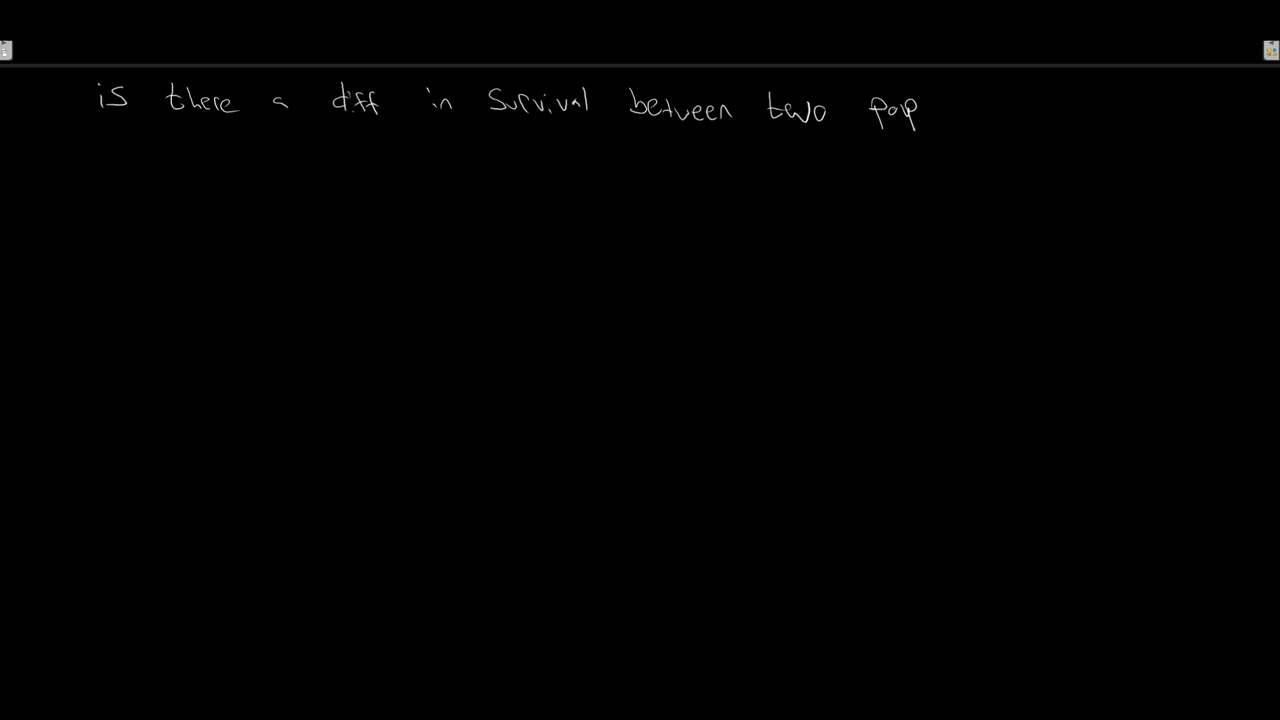 is there a diff in survival between two pop